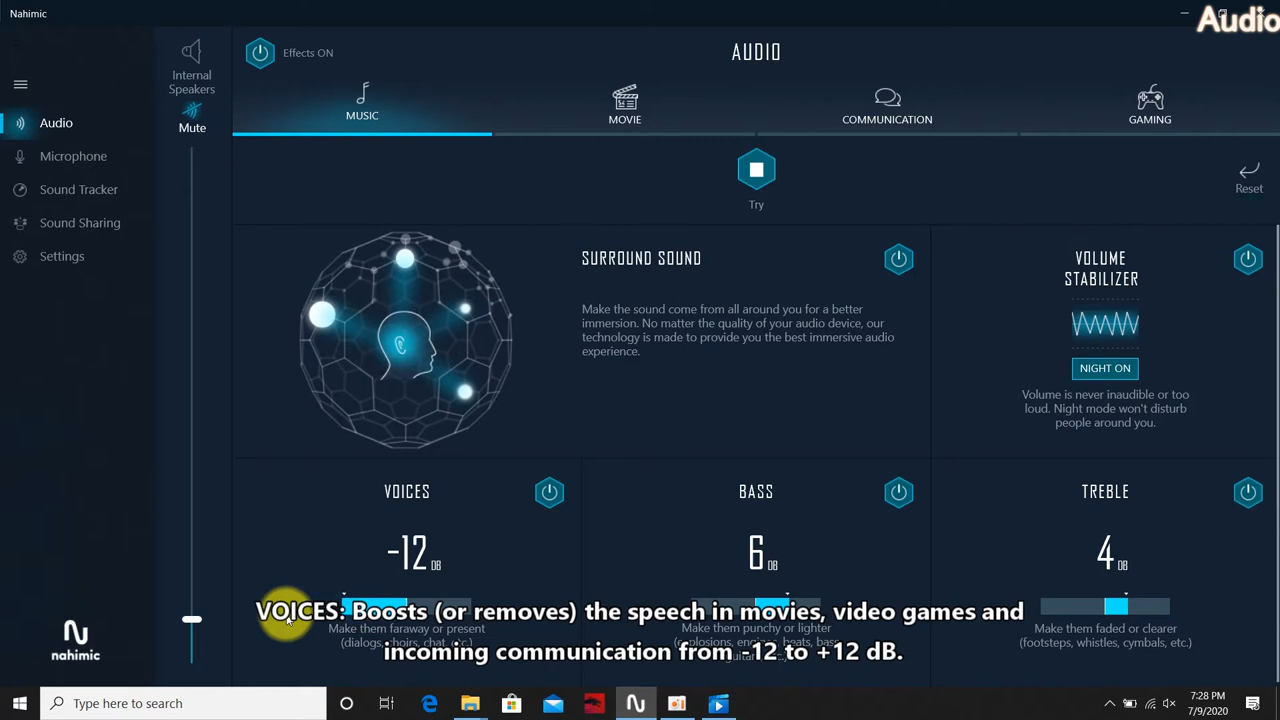 Nahimic
Audio
Internal
Speakers
Mute
Audio
Microphone
Sound Tracker
Sound Sharing
Settings
nahimic
Effects ON
AUDIO
MUSIC
MOVIE
COMMUNICATION
GAMING
Try
Reset
SURROUND SOUND
Make the sound come from all around you for a better
immersion. No matter the quality of your audio device, our
technology is made to provide you the best immersive audio
experience.
VOLUME
STABILIZER
NIGHT ON
Volume is never inaudible or too
loud. Night mode won't disturb
people around you.
VOICES
-12 DB
Make them faraway or present
(dialogs, choirs, chat, etc.)
BASS
6 DB
Make them punchy or lighter
TREBLE
4 DB
Make them faded or clearer
(footsteps, whistles, cymbals, etc.)
VOICES: Boosts (or removes) the speech in movies, video games and
incoming communication from -12 to +12 dB.
Type here to search
7:28 PM
7/9/2020